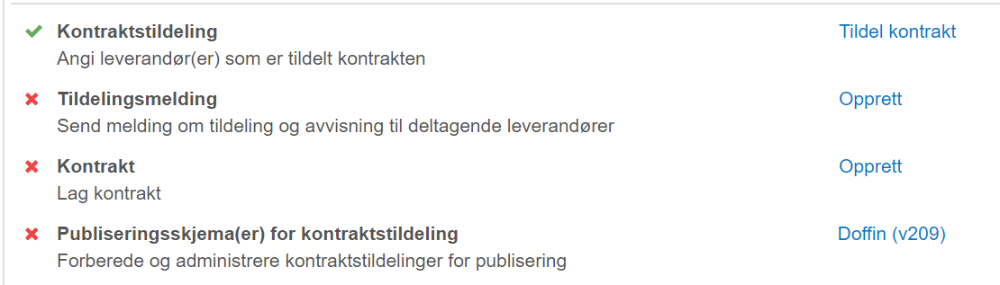 Kontraktstildeling Tildel kontrakt
Angi leverandør(er) som er tildelt kontrakten
Tildelingsmelding Opprett
Send melding om tildeling og avvisning til deltagende leverandører
Kontrakt Opprett
Lag kontrakt
Publiseringsskjema(er) for kontraktstildeling Doffin (v209)
Forberede og administrere kontraktstildelinger for publisering